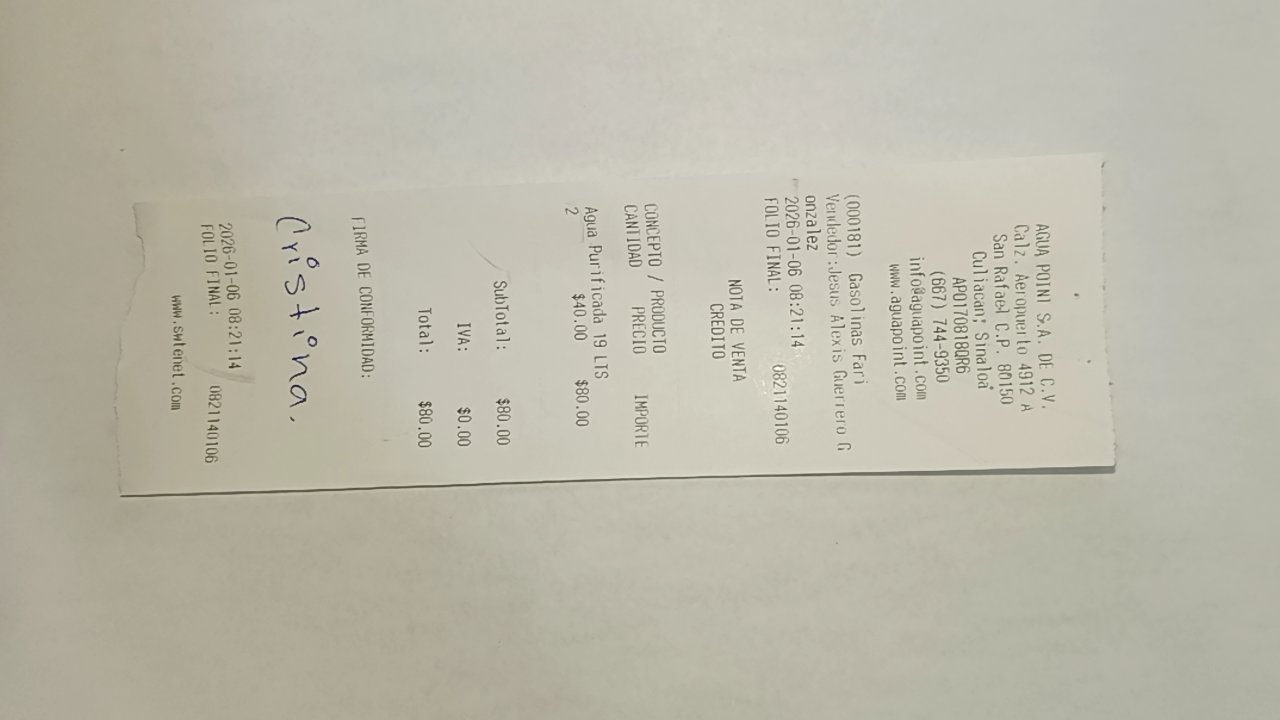 AGUA POINT S.A. DE C.V.
Calz. Aeropuerto 4912 A
San Rafael C.P. 80150
Culiacan, Sinaloa
APO170818QR6
(667) 744-9350
info@aguapoint.com
www.aguapoint.com
(000181) Gasolinas Fari
Vendedor:Jesus Alexis Guerrero G
onzalez
2026-01-06 08:21:14
FOLIO FINAL: 0821140106
NOTA DE VENTA
CREDITO
CONCEPTO / PRODUCTO
CANTIDAD PRECIO IMPORTE
Agua Purificada 19 LTS
2 $40.00 $80.00
SubTotal: $80.00
IVA: $0.00
Total: $80.00
FIRMA DE CONFORMIDAD:
Cristina.
2026-01-06 08:21:14
FOLIO FINAL: 0821140106
www.swtenet.com